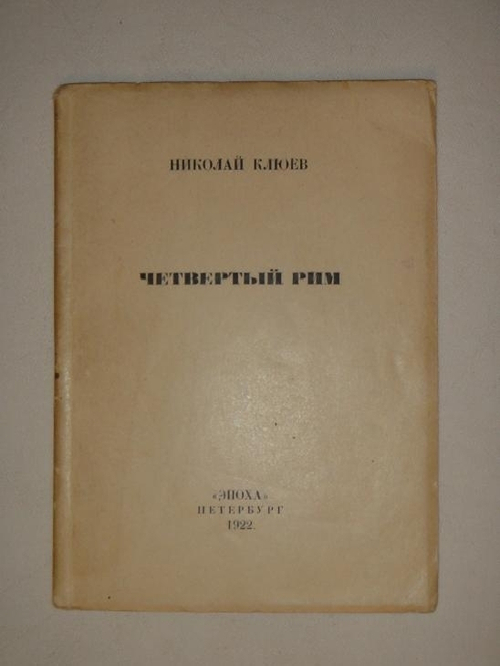 НИКОЛАЙ КЛЮЕВ
ЧЕТВЕРТЫЙ РИМ
«ЭПОХА»
ПЕТЕРБУРГ
1922.